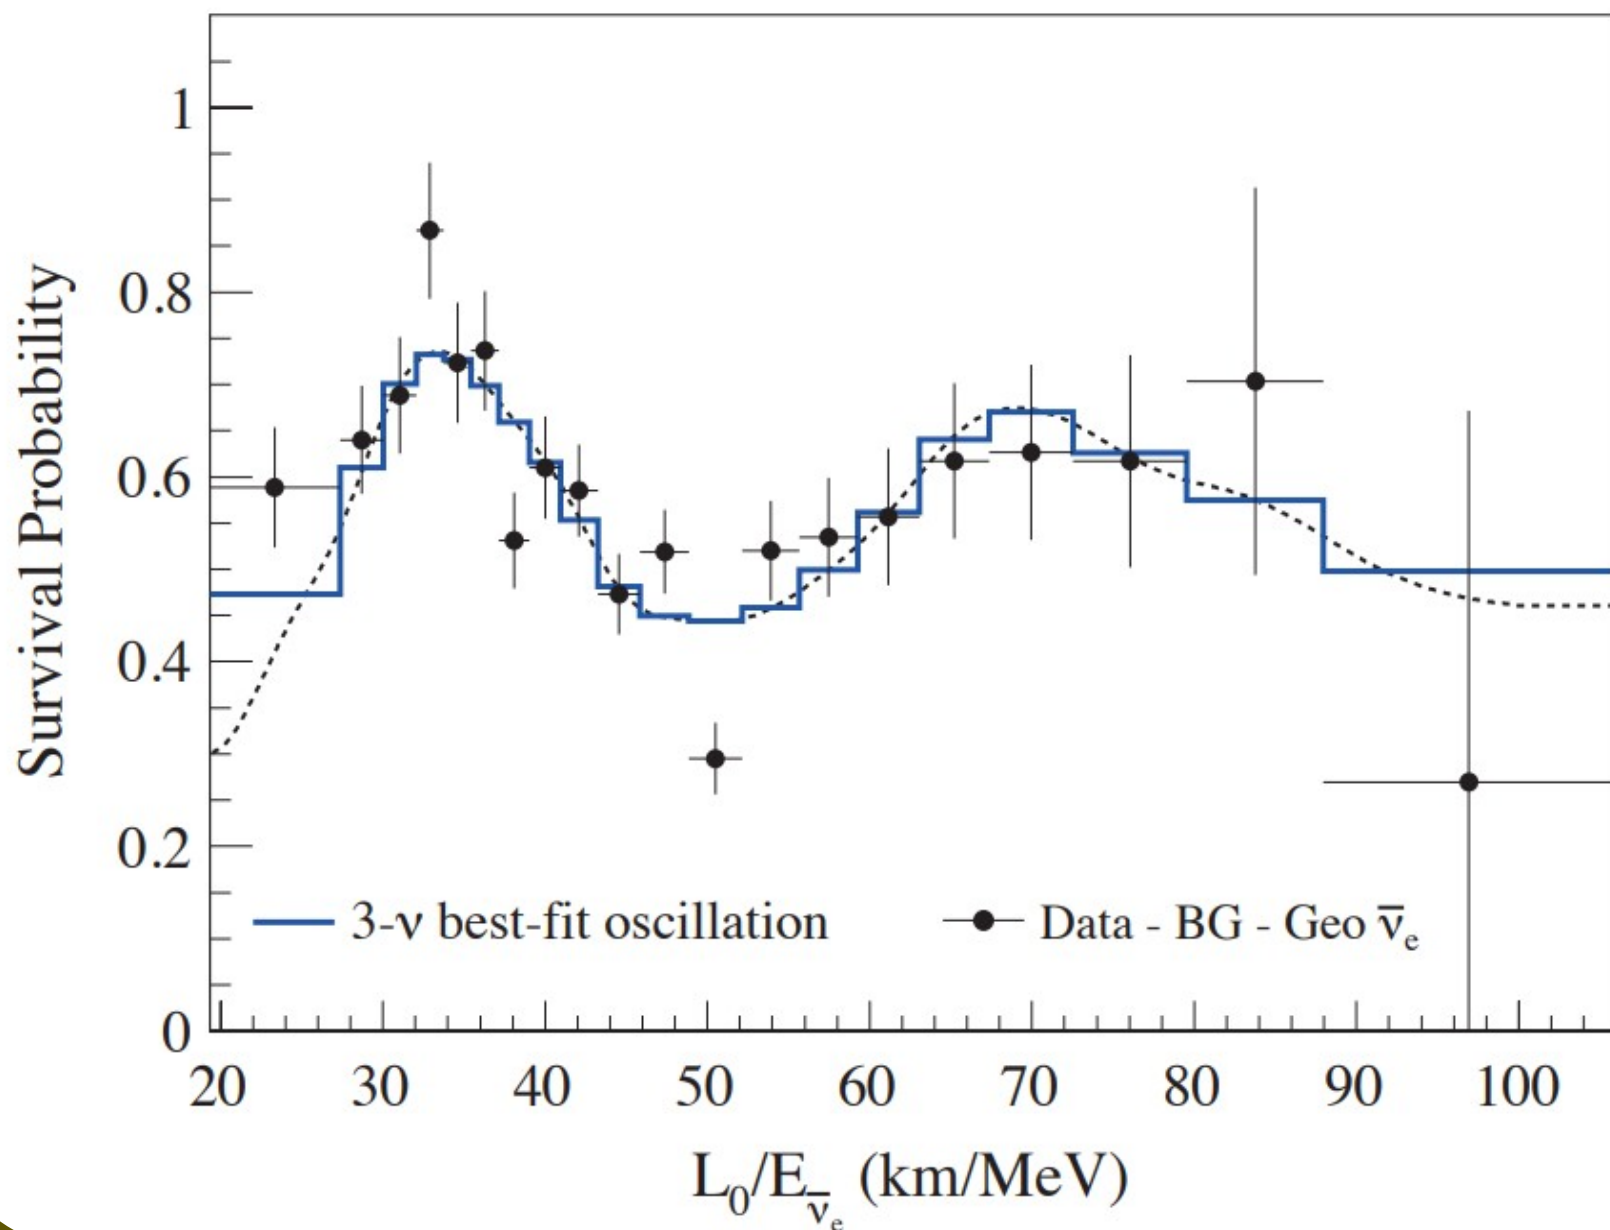 Survival Probability
1
0.8
0.6
0.4
0.2
0
3-ν best-fit oscillation
Data - BG - Geo ν̅e
20 30 40 50 60 70 80 90 100
L0/Eν̅e (km/MeV)